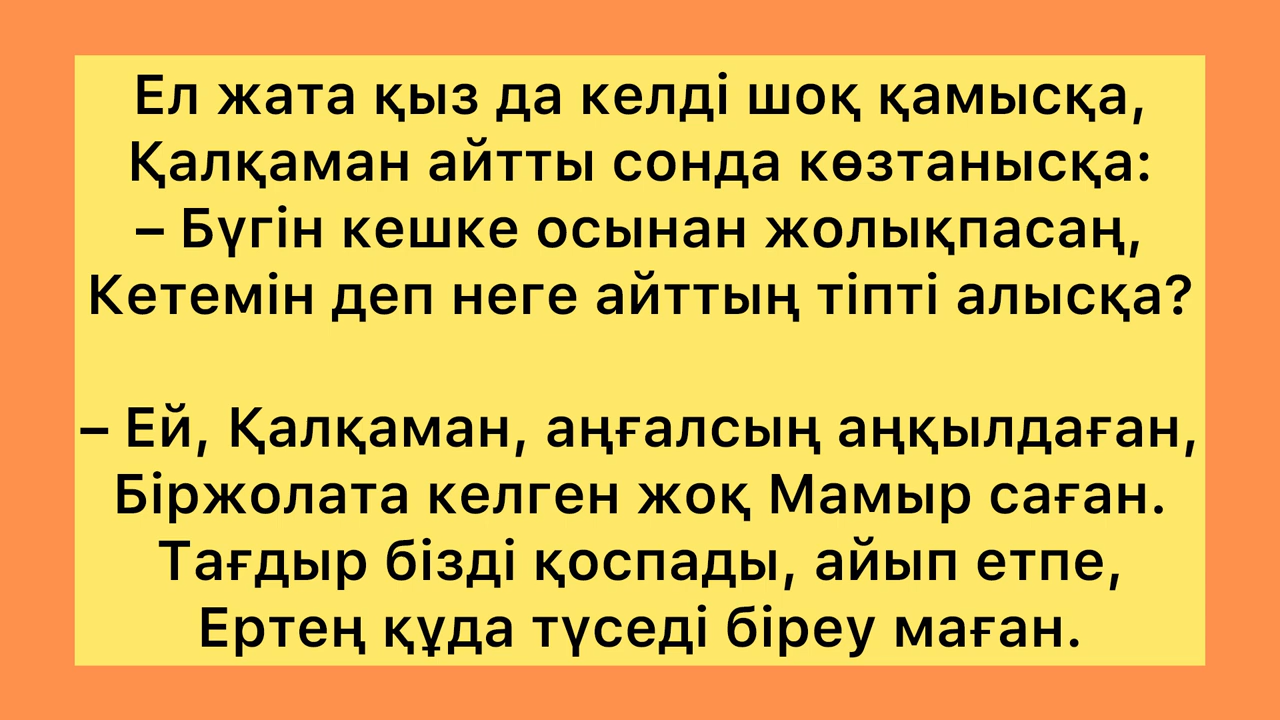 Ел жата қыз да келді шоқ қамысқа,
Қалқаман айтты сонда көзтанысқа:
– Бүгін кешке осынан жолықпасаң,
Кетемін деп неге айттың тіпті алысқа?
– Ей, Қалқаман, аңғалсың аңқылдаған,
Біржолата келген жоқ Мамыр саған.
Тағдыр бізді қоспады, айып етпе,
Ертең құда түседі біреу маған.